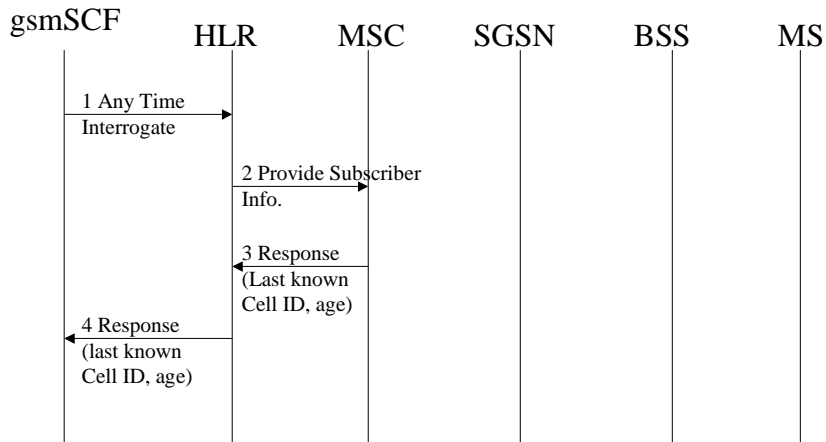 gsmSCF
HLR
MSC
SGSN
BSS
MS
1 Any Time
Interrogate
2 Provide Subscriber
Info.
3 Response
(Last known
Cell ID, age)
4 Response
(last known
Cell ID, age)